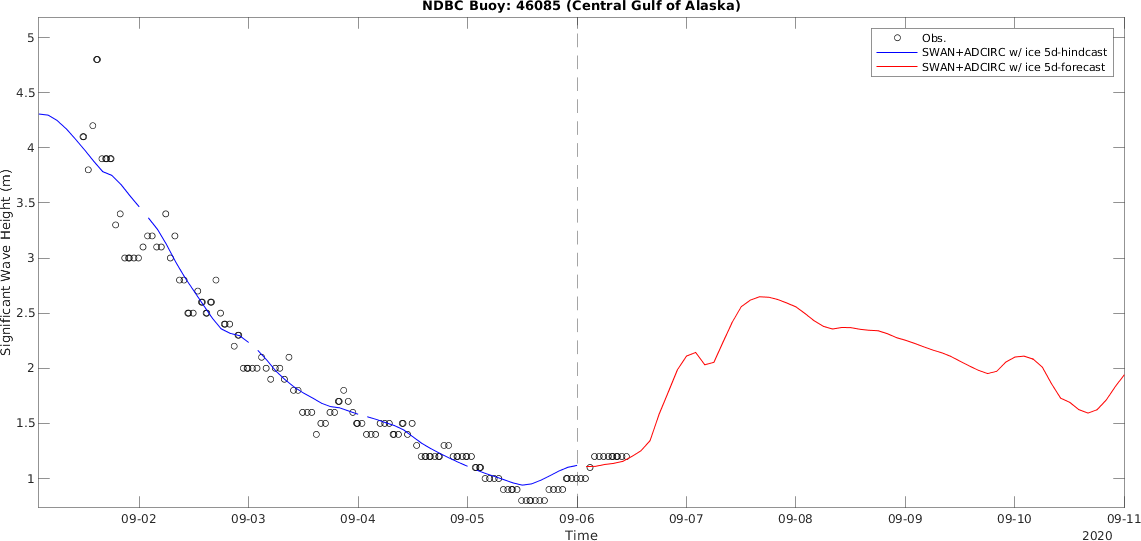 NDBC Buoy: 46085 (Central Gulf of Alaska)
Obs.
SWAN+ADCIRC w/ ice 5d-hindcast
SWAN+ADCIRC w/ ice 5d-forecast
Significant Wave Height (m)
5
4.5
4
3.5
3
2.5
2
1.5
1
09-02 09-03 09-04 09-05 09-06 09-07 09-08 09-09 09-10 09-11
Time
2020